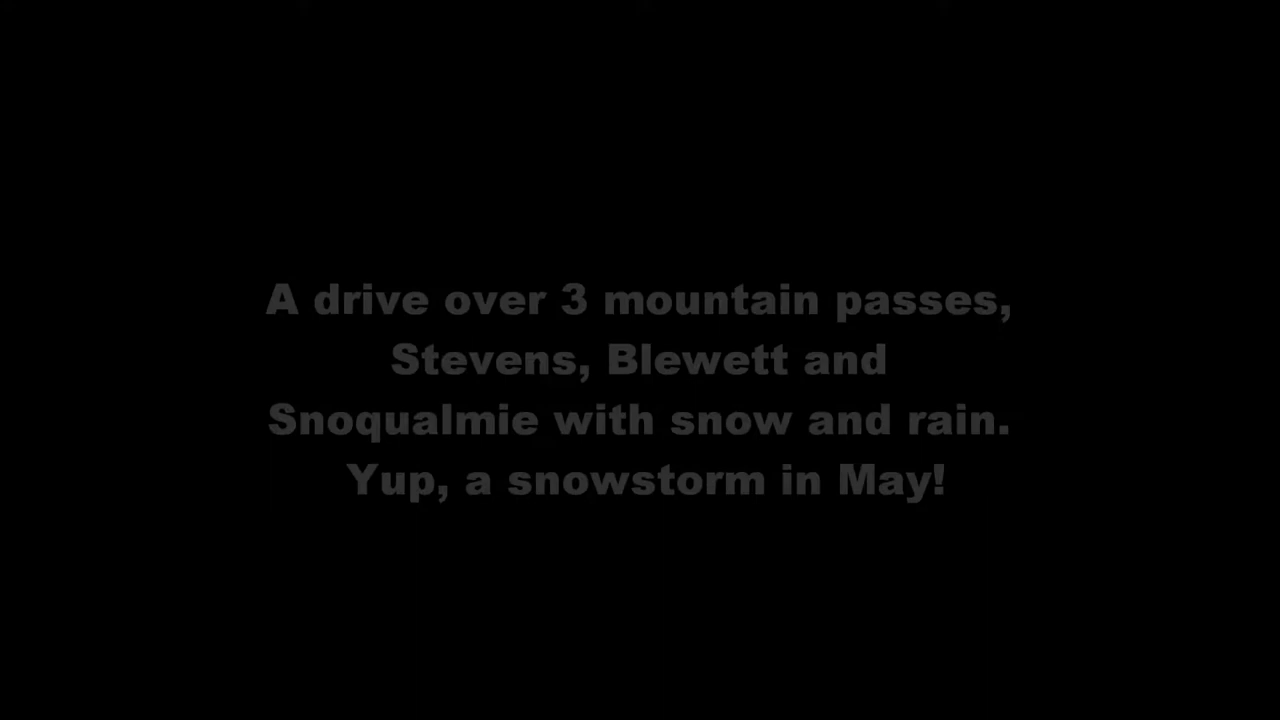 A drive over 3 mountain passes,
Stevens, Blewett and
Snoqualmie with snow and rain.
Yup, a snowstorm in May!